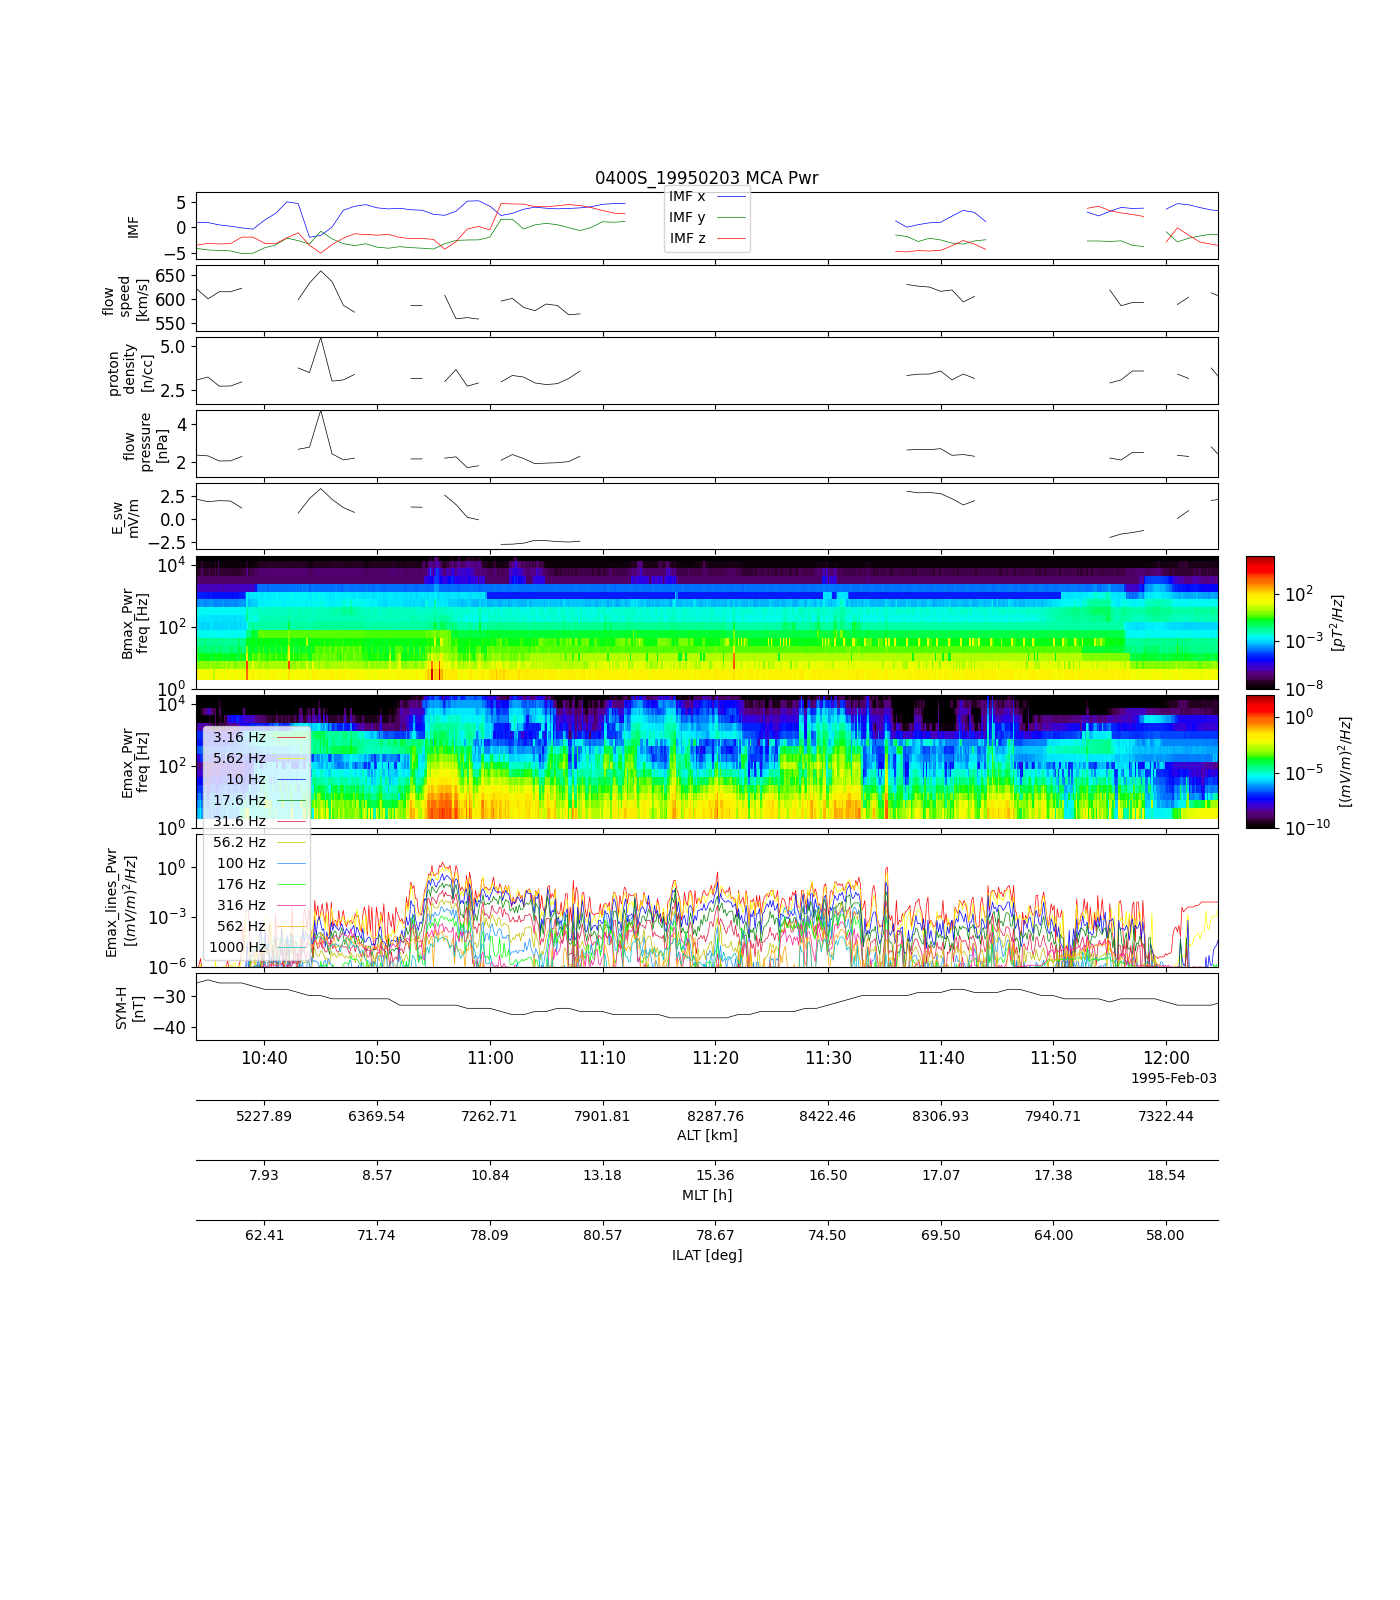 0400S_19950203 MCA Pwr
IMF
5
0
−5
IMF x
IMF y
IMF z
flow
speed
[km/s]
650
600
550
proton
density
[n/cc]
5.0
2.5
flow
pressure
[nPa]
4
2
E_sw
mV/m
2.5
0.0
−2.5
Bmax_Pwr
freq [Hz]
10^4
10^2
10^0
10^2
10^−3
10^−8
[pT^2/Hz]
Emax_Pwr
freq [Hz]
10^4
10^2
10^0
10^0
10^−5
10^−10
[(mV/m)^2/Hz]
3.16 Hz
5.62 Hz
10 Hz
17.6 Hz
31.6 Hz
56.2 Hz
100 Hz
176 Hz
316 Hz
562 Hz
1000 Hz
Emax_lines_Pwr
[(mV/m)^2/Hz]
10^0
10^−3
10^−6
SYM-H
[nT]
−30
−40
10:40 10:50 11:00 11:10 11:20 11:30 11:40 11:50 12:00
1995-Feb-03
5227.89 6369.54 7262.71 7901.81 8287.76 8422.46 8306.93 7940.71 7322.44
ALT [km]
7.93 8.57 10.84 13.18 15.36 16.50 17.07 17.38 18.54
MLT [h]
62.41 71.74 78.09 80.57 78.67 74.50 69.50 64.00 58.00
ILAT [deg]